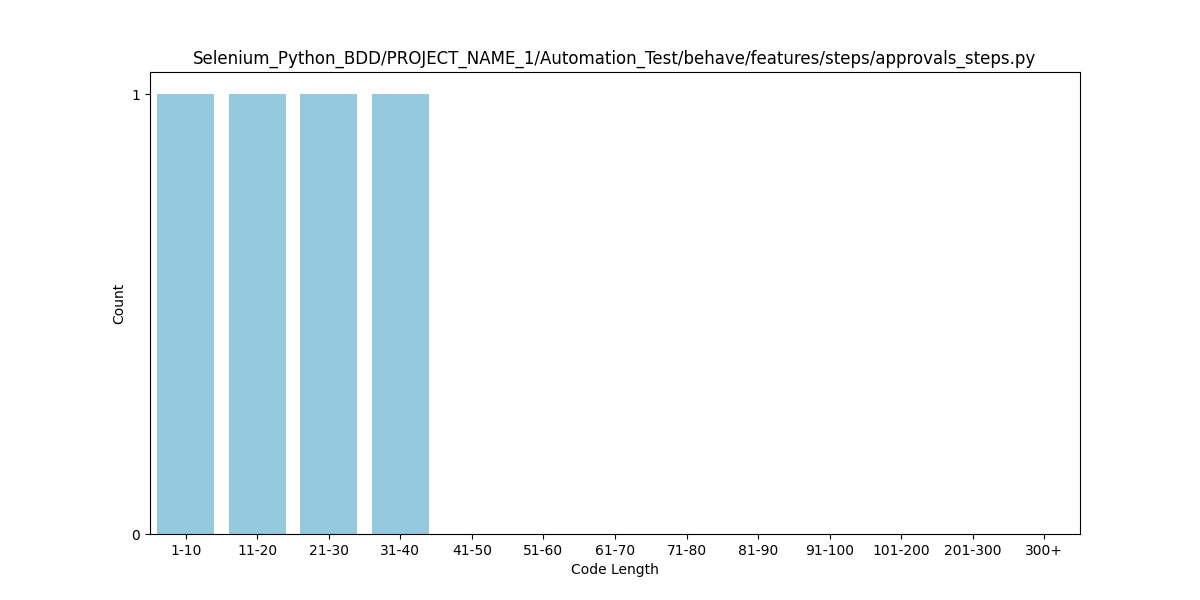 Selenium_Python_BDD/PROJECT_NAME_1/Automation_Test/behave/features/steps/approvals_steps.py
1
Count
0
1-10 11-20 21-30 31-40 41-50 51-60 61-70 71-80 81-90 91-100 101-200 201-300 300+
Code Length